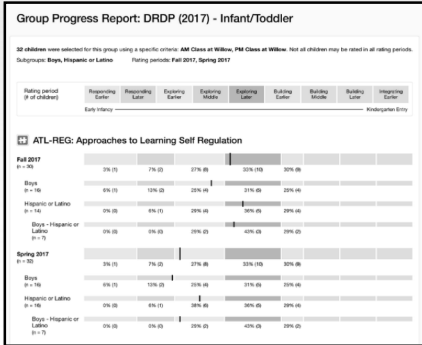 Group Progress Report: DRDP (2017) - Infant/Toddler
32 children were selected for this group using a specific criteria: AM Class at Willow, PM Class at Willow. Not all children may be rated in all rating periods.
Subgroups: Boys, Hispanic or Latino Rating periods: Fall 2017, Spring 2017
Rating period (# of children) Responding Earlier Responding Later Exploring Earlier Exploring Middle Exploring Later Building Earlier Building Middle Building Later Integrating Earlier
Early Infancy Kindergarten Entry
ATL-REG: Approaches to Learning Self Regulation
Fall 2017
(n = 30) 3% (1) 7% (2) 27% (8) 33% (10) 30% (9)
Boys
(n = 16) 6% (1) 13% (2) 25% (4) 31% (5) 25% (4)
Hispanic or Latino
(n = 14) 0% (0) 29% (4) 36% (5) 29% (4)
Boys - Hispanic or
Latino 0% (0) 0% (0) 29% (2) 43% (3) 29% (2)
(n = 7)
Spring 2017
(n = 32) 3% (1) 7% (2) 27% (8) 33% (10) 30% (9)
Boys
(n = 16) 6% (1) 13% (2) 25% (4) 31% (5) 25% (4)
Hispanic or Latino
(n = 16) 0% (0) 36% (5) 29% (4)
Boys - Hispanic or
Latino 0% (0) 0% (0) 29% (2) 43% (3) 29% (2)
(n = 7)